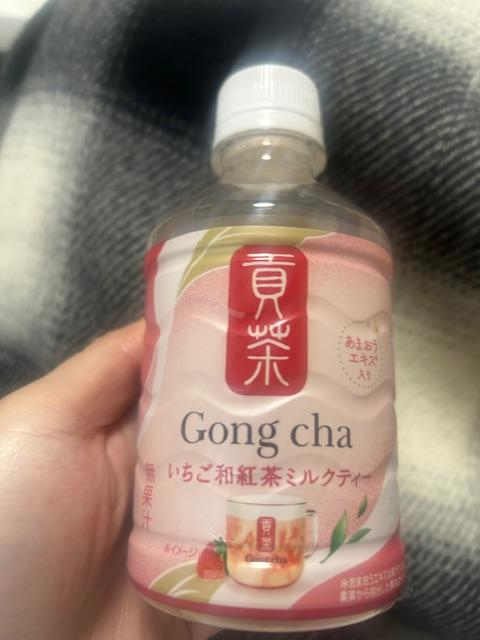 貢茶
あまおう
エキス※
入り
Gong cha
いちご和紅茶ミルクティー
無果汁
貢茶
Gong cha
※イメージ